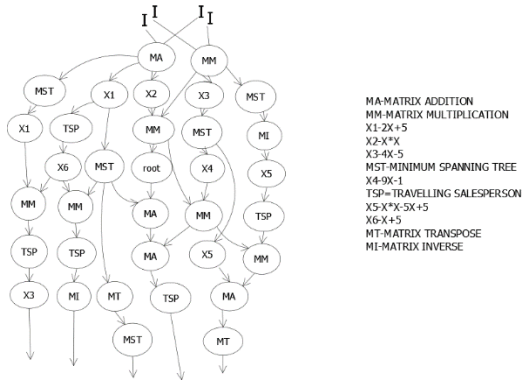 I I I I
MA MM
MST X1 X2 X3 MST
X1 TSP MM MST MI
X6 MST root X4 X5
MM MM MA MM TSP
TSP TSP MA X5 MM
X3 MI MT TSP MA
MST MT
MA-MATRIX ADDITION
MM-MATRIX MULTIPLICATION
X1-2X+5
X2-X*X
X3-4X-5
MST-MINIMUM SPANNING TREE
X4-9X-1
TSP=TRAVELLING SALESPERSON
X5-X*X-5X+5
X6-X+5
MT-MATRIX TRANSPOSE
MI-MATRIX INVERSE